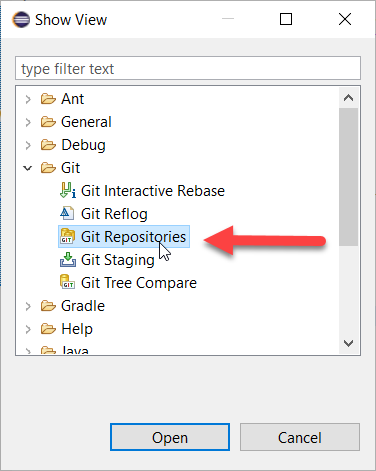 Show View
type filter text
Ant
General
Debug
Git
Git Interactive Rebase
Git Reflog
Git Repositories
Git Staging
Git Tree Compare
Gradle
Help
Java
Open
Cancel